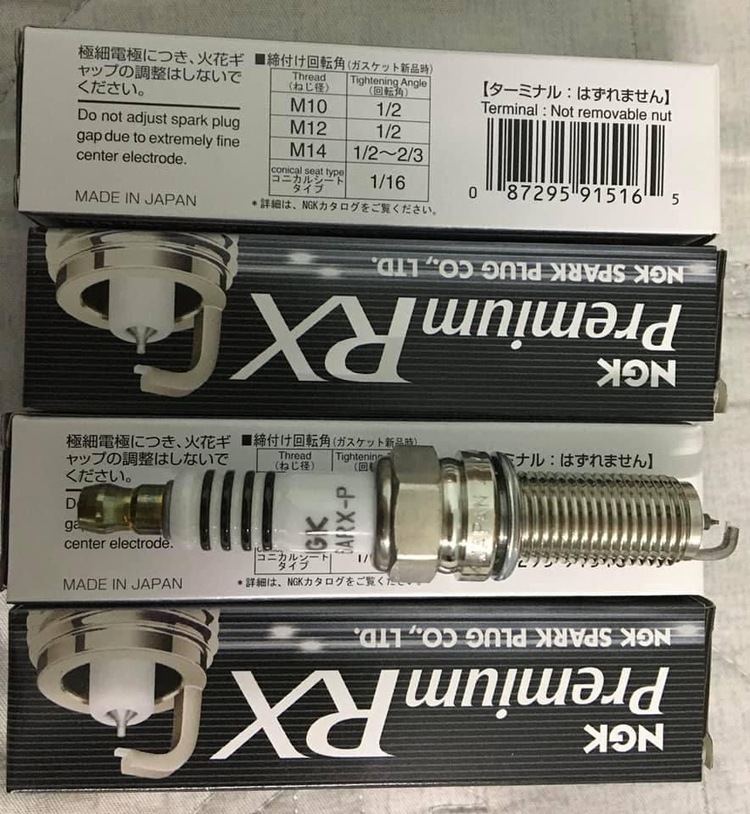 極細電極につき、火花ギ
ャップの調整はしないで
ください。
Do not adjust spark plug
gap due to extremely fine
center electrode.
MADE IN JAPAN
■締付け回転角(ガスケット新品時)
Thread Tightening Angle
(ねじ径) (回転角)
M10 1/2
M12 1/2
M14 1/2～2/3
conical seat type
コニカルシート
タイプ 1/16
*詳細は、NGKカタログをご覧ください。
【ターミナル：はずれません】
Terminal : Not removable nut
0 87295 91516 5
NGK
Premium RX
NGK SPARK PLUG CO., LTD.
極細電極につき、火花ギ
ャップの調整はしないで
ください。
center electrode.
MADE IN JAPAN
■締付け回転角(ガスケット新品時)
Thread
(ねじ径)
コニカルシート
タイプ
*詳細は、NGKカタログをご覧くだ
ナル：はずれません】
GK
ARX-P
NGK
Premium RX
NGK SPARK PLUG CO., LTD.